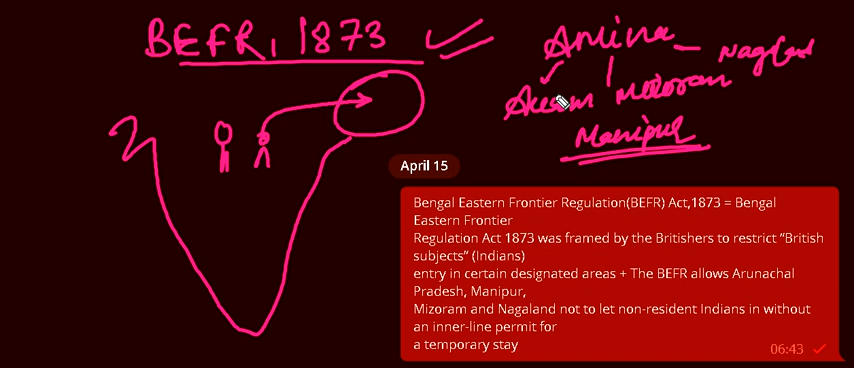 BEFR, 1873
Nagaland
Assam Mizoram
Manipur
April 15
Bengal Eastern Frontier Regulation(BEFR) Act,1873 = Bengal
Eastern Frontier
Regulation Act 1873 was framed by the Britishers to restrict “British
subjects” (Indians)
entry in certain designated areas + The BEFR allows Arunachal
Pradesh, Manipur,
Mizoram and Nagaland not to let non-resident Indians in without
an inner-line permit for
a temporary stay
06:43